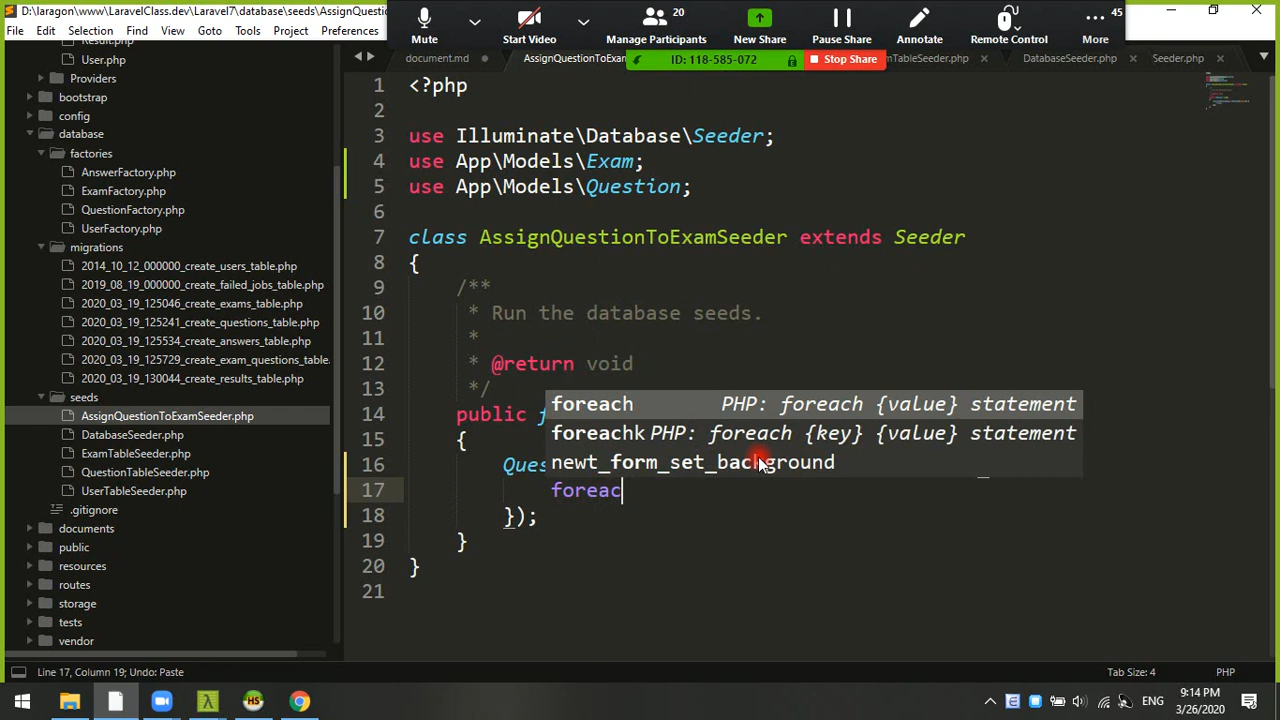 D:\laragon\www\LaravelClass.dev\Laravel7\database\seeds\AssignQuestio
File Edit Selection Find View Goto Tools Project Preferences
Mute
Start Video
20
Manage Participants
New Share
Pause Share
Annotate
Remote Control
45
More
ID: 118-585-072
Stop Share
document.md
AssignQuestionToExam
mTableSeeder.php
DatabaseSeeder.php
Seeder.php
Result.php
User.php
Providers
bootstrap
config
database
factories
AnswerFactory.php
ExamFactory.php
QuestionFactory.php
UserFactory.php
migrations
2014_10_12_000000_create_users_table.php
2019_08_19_000000_create_failed_jobs_table.php
2020_03_19_125046_create_exams_table.php
2020_03_19_125241_create_questions_table.php
2020_03_19_125534_create_answers_table.php
2020_03_19_125729_create_exam_questions_table.
2020_03_19_130044_create_results_table.php
seeds
AssignQuestionToExamSeeder.php
DatabaseSeeder.php
ExamTableSeeder.php
QuestionTableSeeder.php
UserTableSeeder.php
.gitignore
documents
public
resources
routes
storage
tests
vendor
1 <?php
2
3 use Illuminate\Database\Seeder;
4 use App\Models\Exam;
5 use App\Models\Question;
6
7 class AssignQuestionToExamSeeder extends Seeder
8 {
9 /**
10 * Run the database seeds.
11 *
12 * @return void
13 */
14 public f
15 {
16 Ques
17 foreac
18 });
19 }
20 }
21
foreach PHP: foreach {value} statement
foreachk PHP: foreach {key} {value} statement
newt_form_set_background
Line 17, Column 19; Undo: Paste
Tab Size: 4
PHP
ENG
9:14 PM
3/26/2020